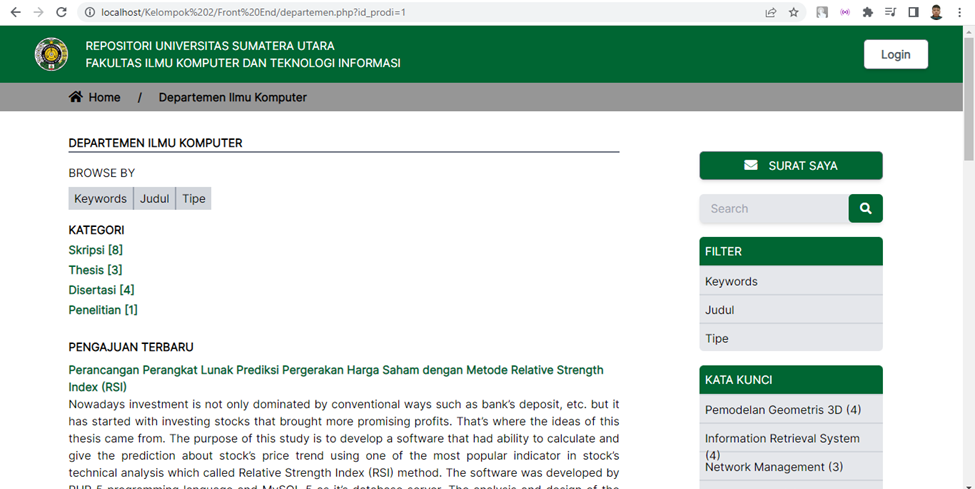 localhost/Kelompok%202/Front%20End/departemen.php?id_prodi=1
REPOSITORI UNIVERSITAS SUMATERA UTARA
FAKULTAS ILMU KOMPUTER DAN TEKNOLOGI INFORMASI
Login
Home / Departemen Ilmu Komputer
DEPARTEMEN ILMU KOMPUTER
BROWSE BY
Keywords Judul Tipe
KATEGORI
Skripsi [8]
Thesis [3]
Disertasi [4]
Penelitian [1]
PENGAJUAN TERBARU
Perancangan Perangkat Lunak Prediksi Pergerakan Harga Saham dengan Metode Relative Strength
Index (RSI)
Nowadays investment is not only dominated by conventional ways such as bank's deposit, etc. but it
has started with investing stocks that brought more promising profits. That's where the ideas of this
thesis came from. The purpose of this study is to develop a software that had ability to calculate and
give the prediction about stock's price trend using one of the most popular indicator in stock's
technical analysis which called Relative Strength Index (RSI) method. The software was developed by
PHP 5 programming language and MySQL 5 as it's database server. The analysis and design of the
SURAT SAYA
Search
FILTER
Keywords
Judul
Tipe
KATA KUNCI
Pemodelan Geometris 3D (4)
Information Retrieval System
(4)
Network Management (3)